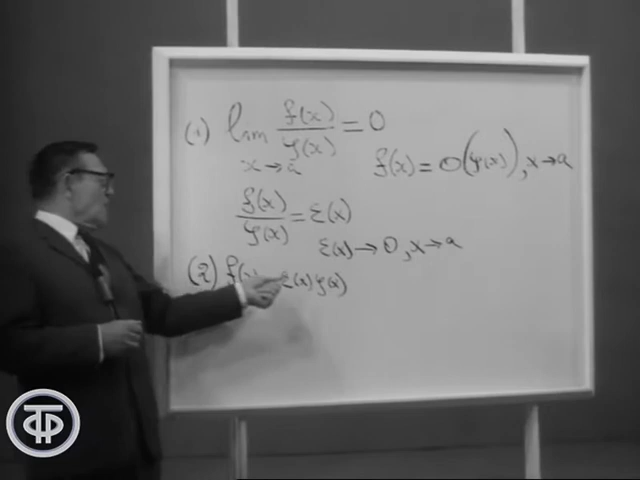 (1) lim f(x)/φ(x) = 0
x→a
f(x) = o(φ(x)), x→a
f(x)/φ(x) = ε(x)
ε(x)→0, x→a
(2) f(x) ε(x)φ(x)